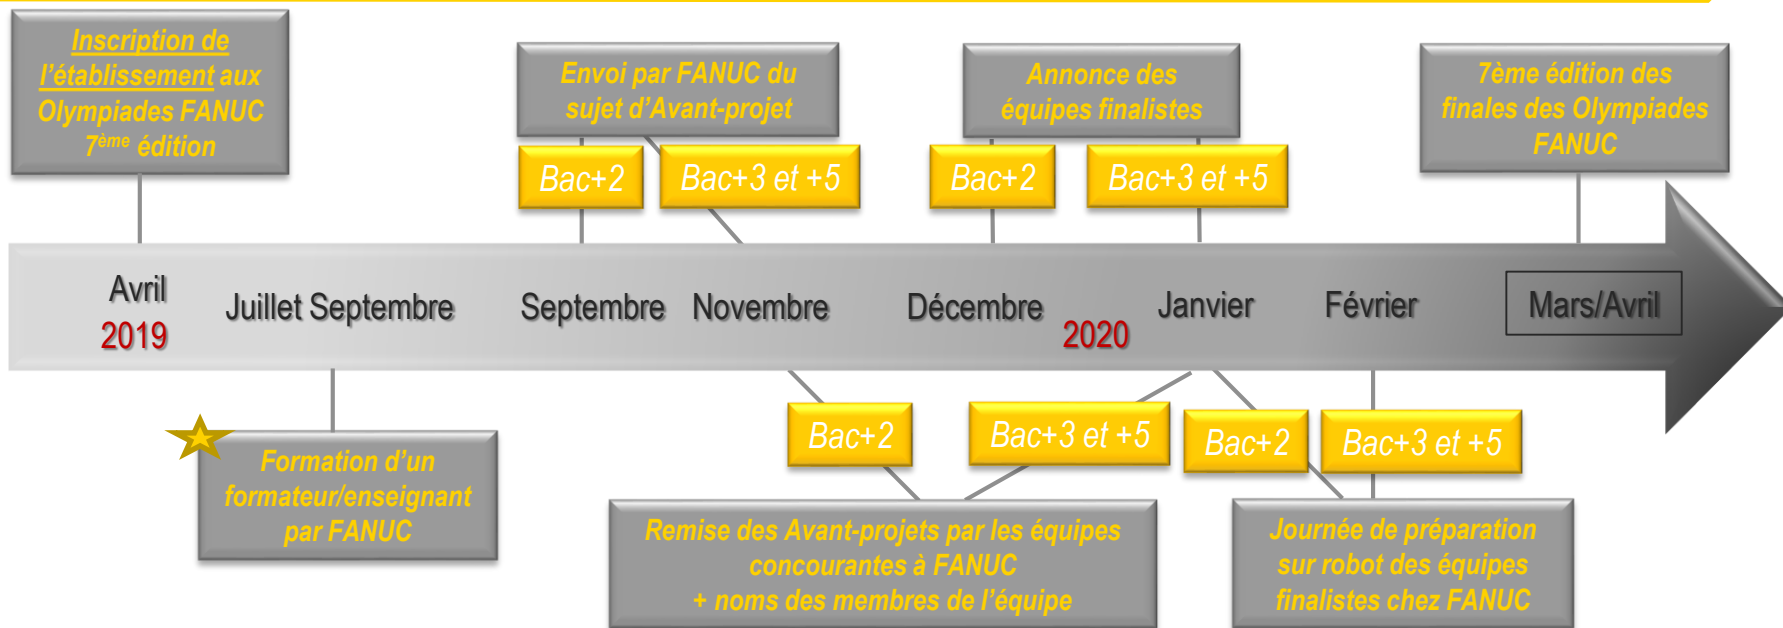 Inscription de
l'établissement aux
Olympiades FANUC
7ème édition
Envoi par FANUC du
sujet d'Avant-projet
Bac+2
Bac+3 et +5
Annonce des
équipes finalistes
Bac+2
Bac+3 et +5
7ème édition des
finales des Olympiades
FANUC
Avril
2019
Juillet Septembre
Septembre
Novembre
Décembre
2020
Janvier
Février
Mars/Avril
Formation d'un
formateur/enseignant
par FANUC
Bac+2
Bac+3 et +5
Remise des Avant-projets par les équipes
concourantes à FANUC
+ noms des membres de l'équipe
Bac+2
Bac+3 et +5
Journée de préparation
sur robot des équipes
finalistes chez FANUC